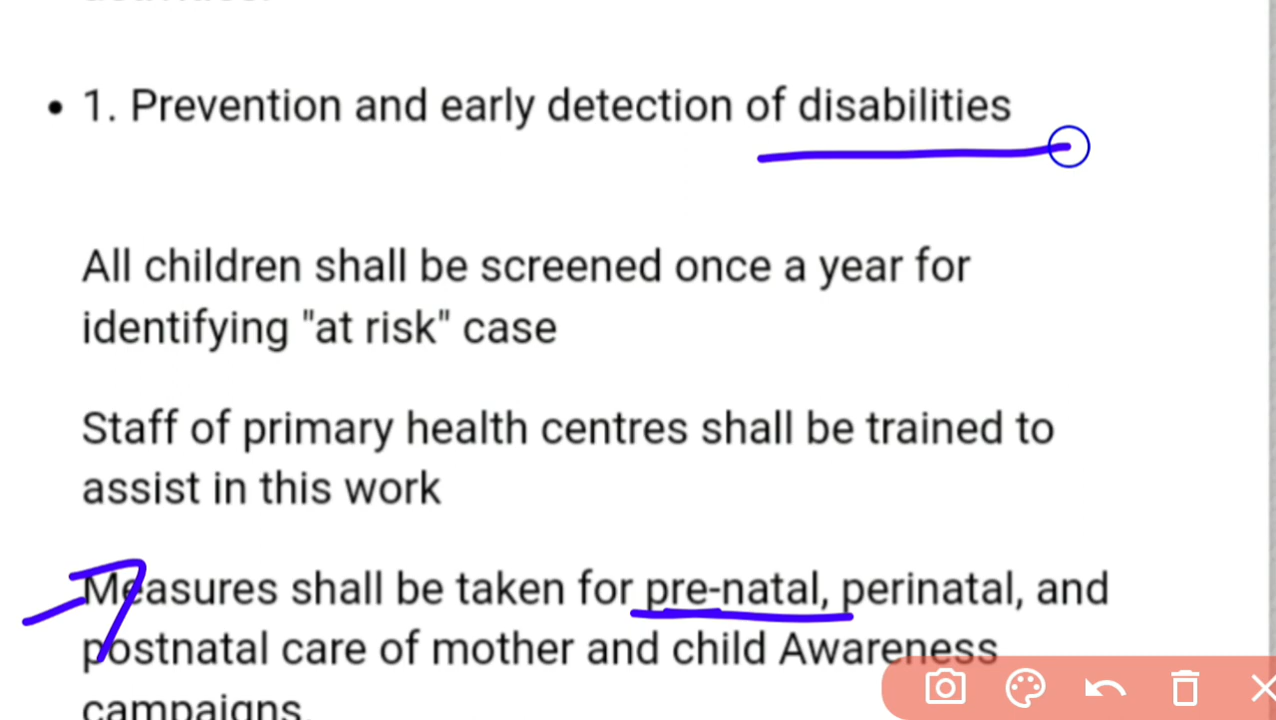 • 1. Prevention and early detection of disabilities
All children shall be screened once a year for
identifying "at risk" case
Staff of primary health centres shall be trained to
assist in this work
Measures shall be taken for pre-natal, perinatal, and
postnatal care of mother and child Awareness
campaigns.